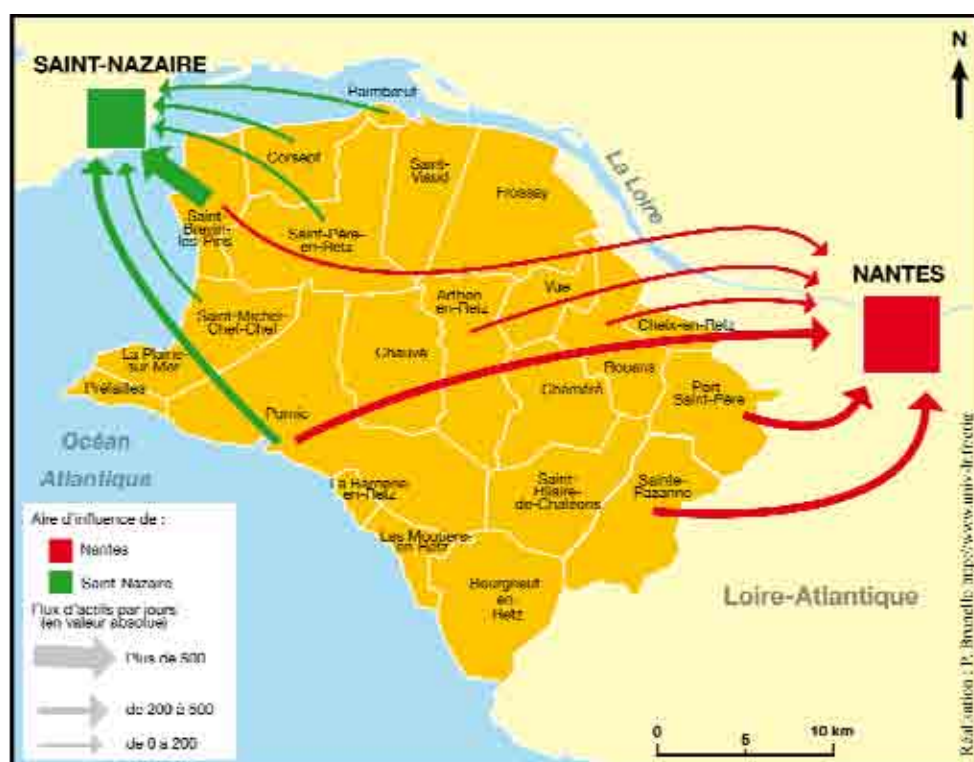 N
SAINT-NAZAIRE
Paimbœuf
Corsept
Saint-
Viaud
Frossay
La Loire
Saint-
Brevin-
les Pins
Saint-Père-
en-Retz
NANTES
Arthon
en-Retz
Vue
Saint-Michel-
Chef-Chef
Cheix-en-Retz
Chauvé
La Plaine-
sur Mer
Rouans
Préfailles
Chéméré
Port
Saint-Père
Pornic
Océan
Atlantique
La Bernerie-
en-Retz
Saint-
Hilaire-
de-Chaléons
Sainte-
Pazanne
Les Moutiers-
en-Retz
Bourgneuf
en
Retz
Loire-Atlantique
Aire d'influence de :
Nantes
Saint Nazaire
Flux d'actifs par jours
(en valeur absolue)
Plus de 500
de 200 à 500
de 0 à 200
0 5 10 km
Réalisation : P. Brunello